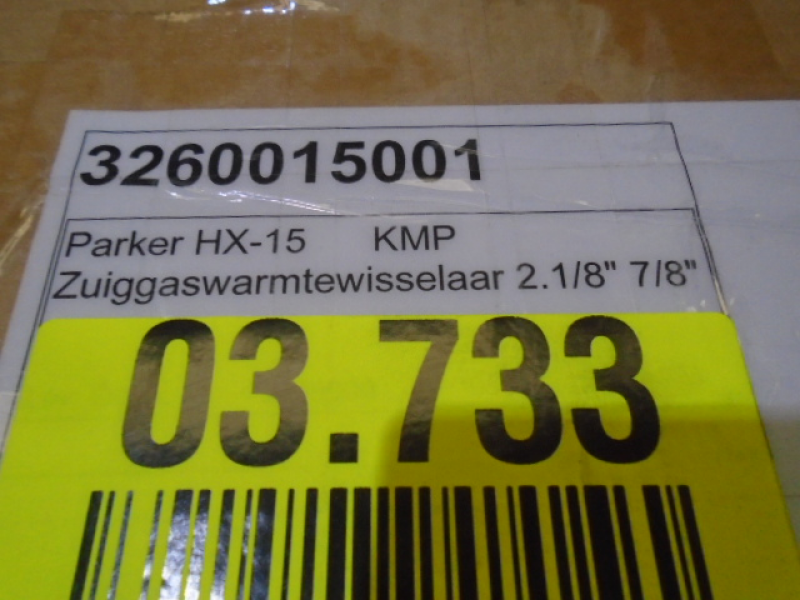 3260015001
Parker HX-15 KMP
Zuiggaswarmtewisselaar 2.1/8" 7/8"
03.733